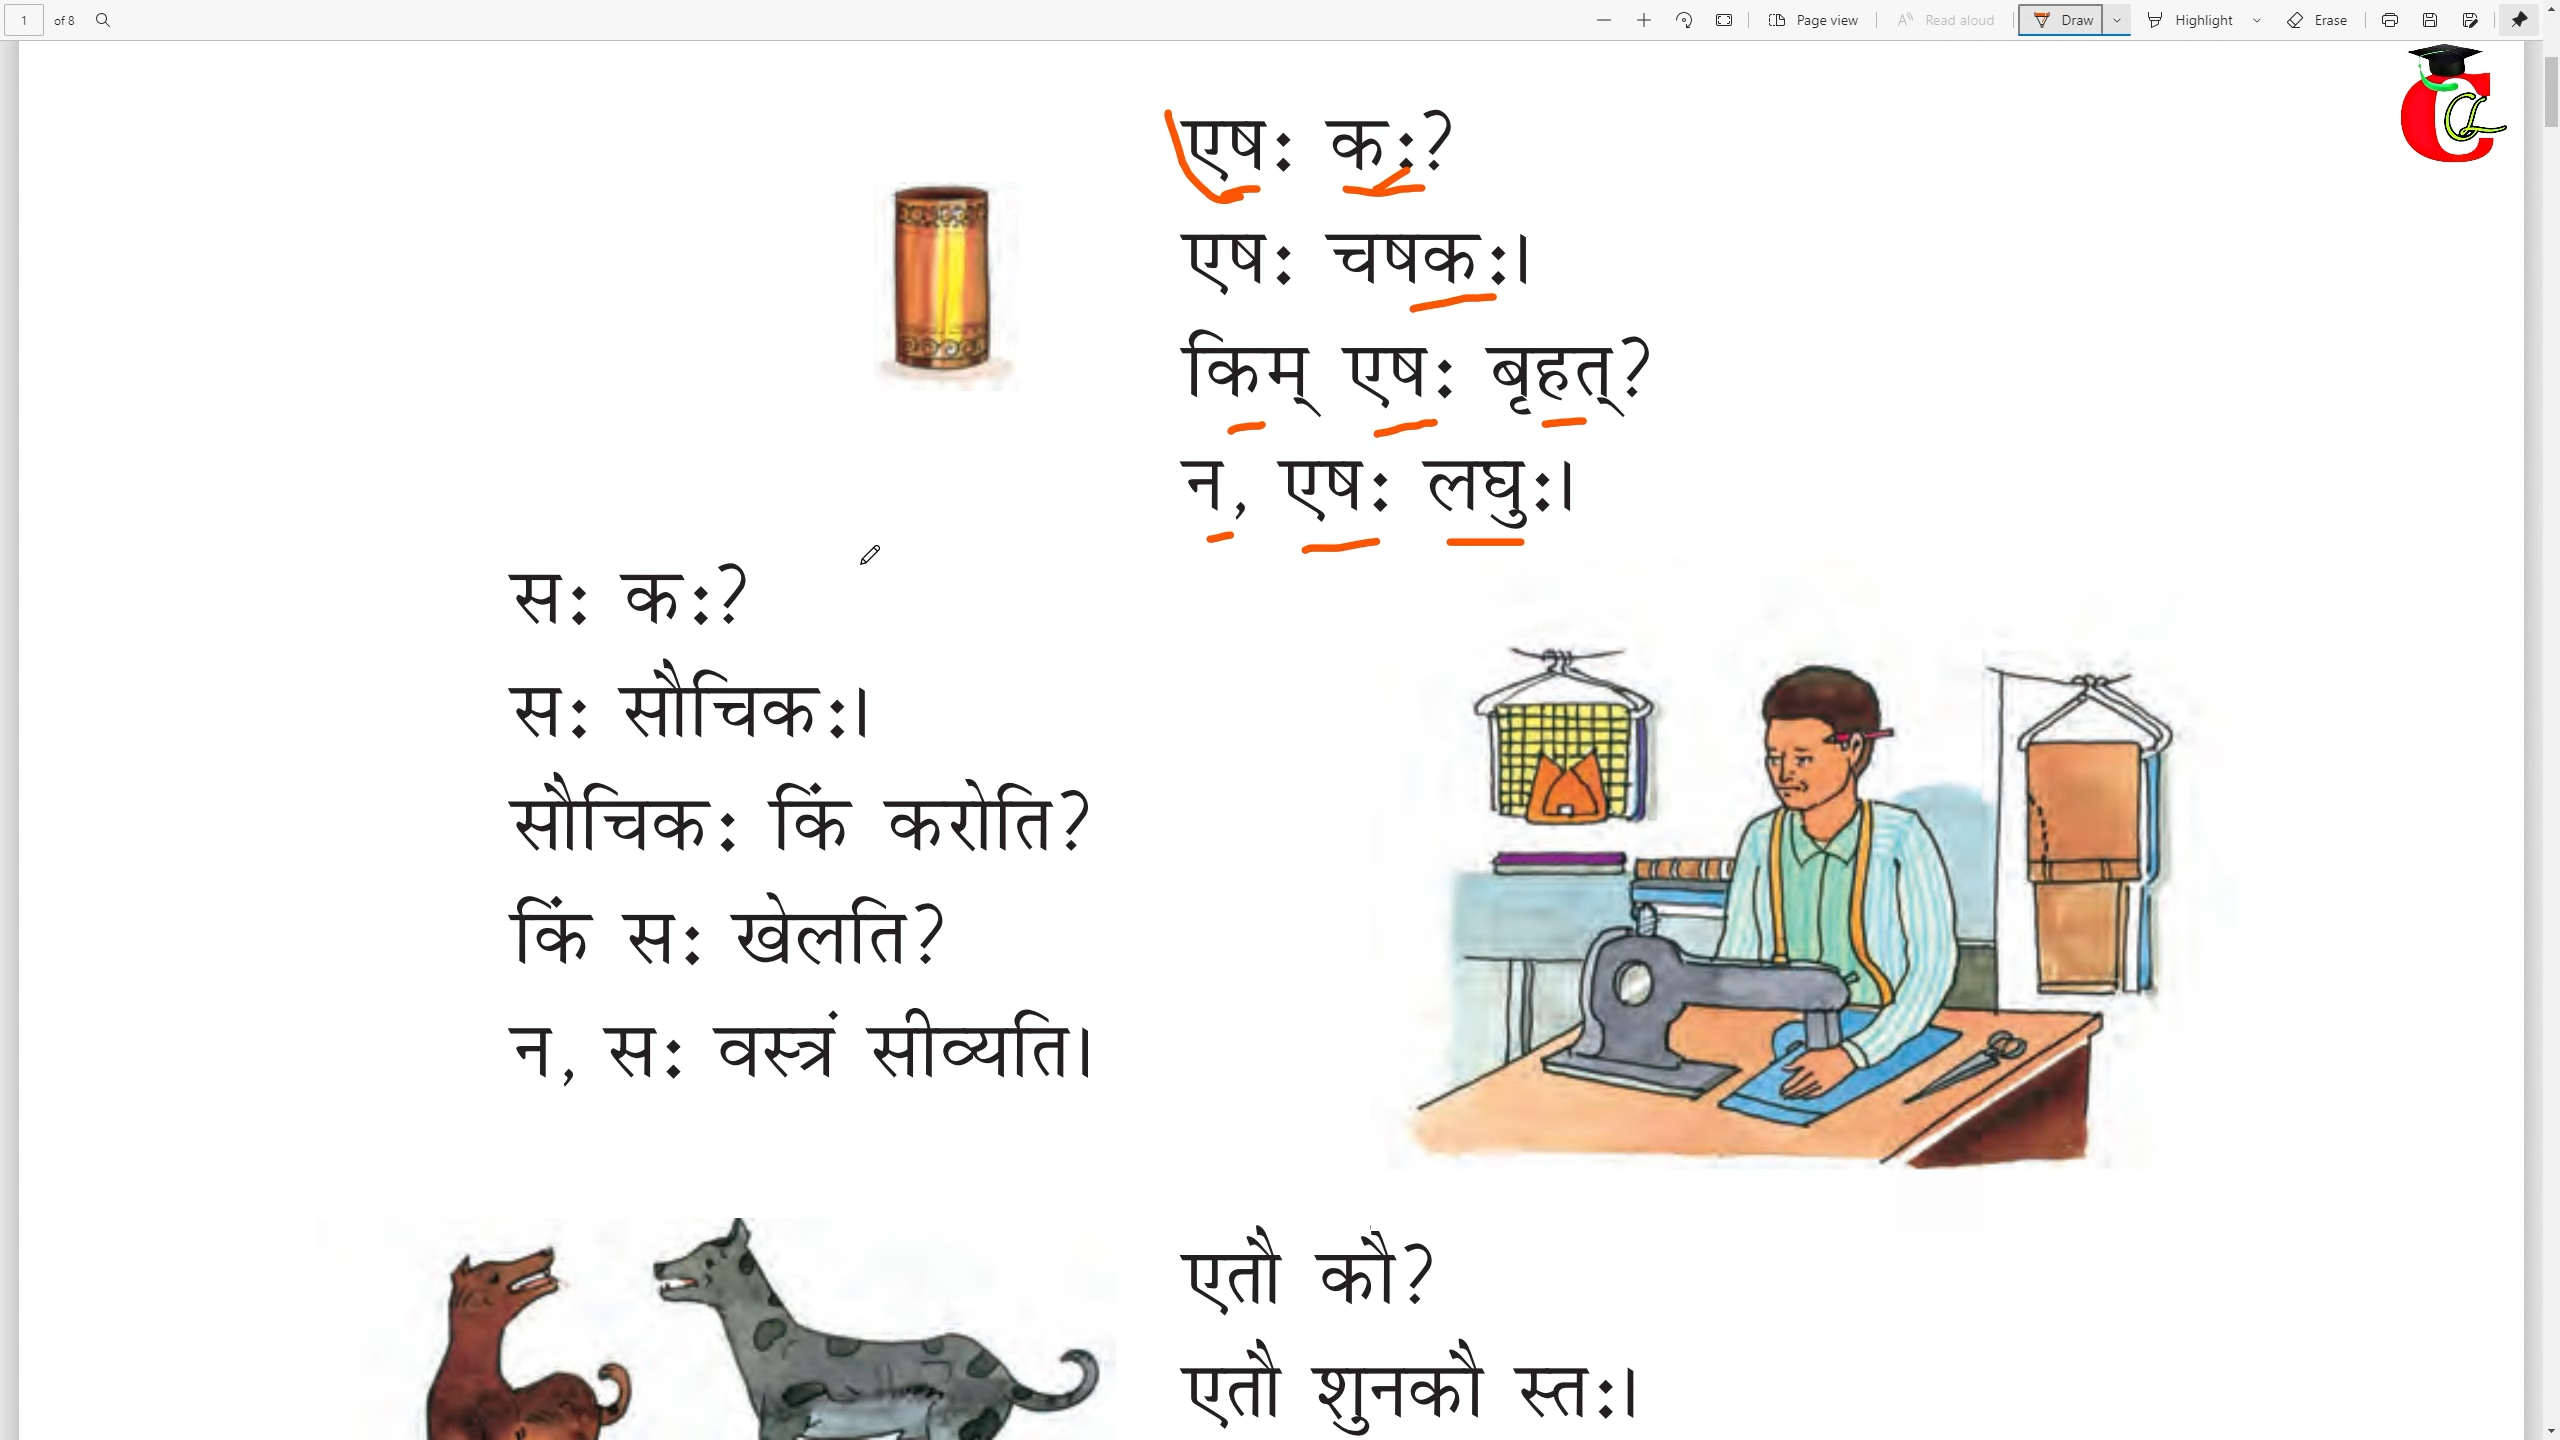 1 of 8 Page view Read aloud Draw Highlight Erase
एषः कः?
एषः चषकः।
किम् एषः बृहत्?
न, एषः लघुः।
सः कः?
सः सौचिकः।
सौचिकः किं करोति?
किं सः खेलति?
न, सः वस्त्रं सीव्यति।
एतौ कौ?
एतौ शुनकौ स्तः।